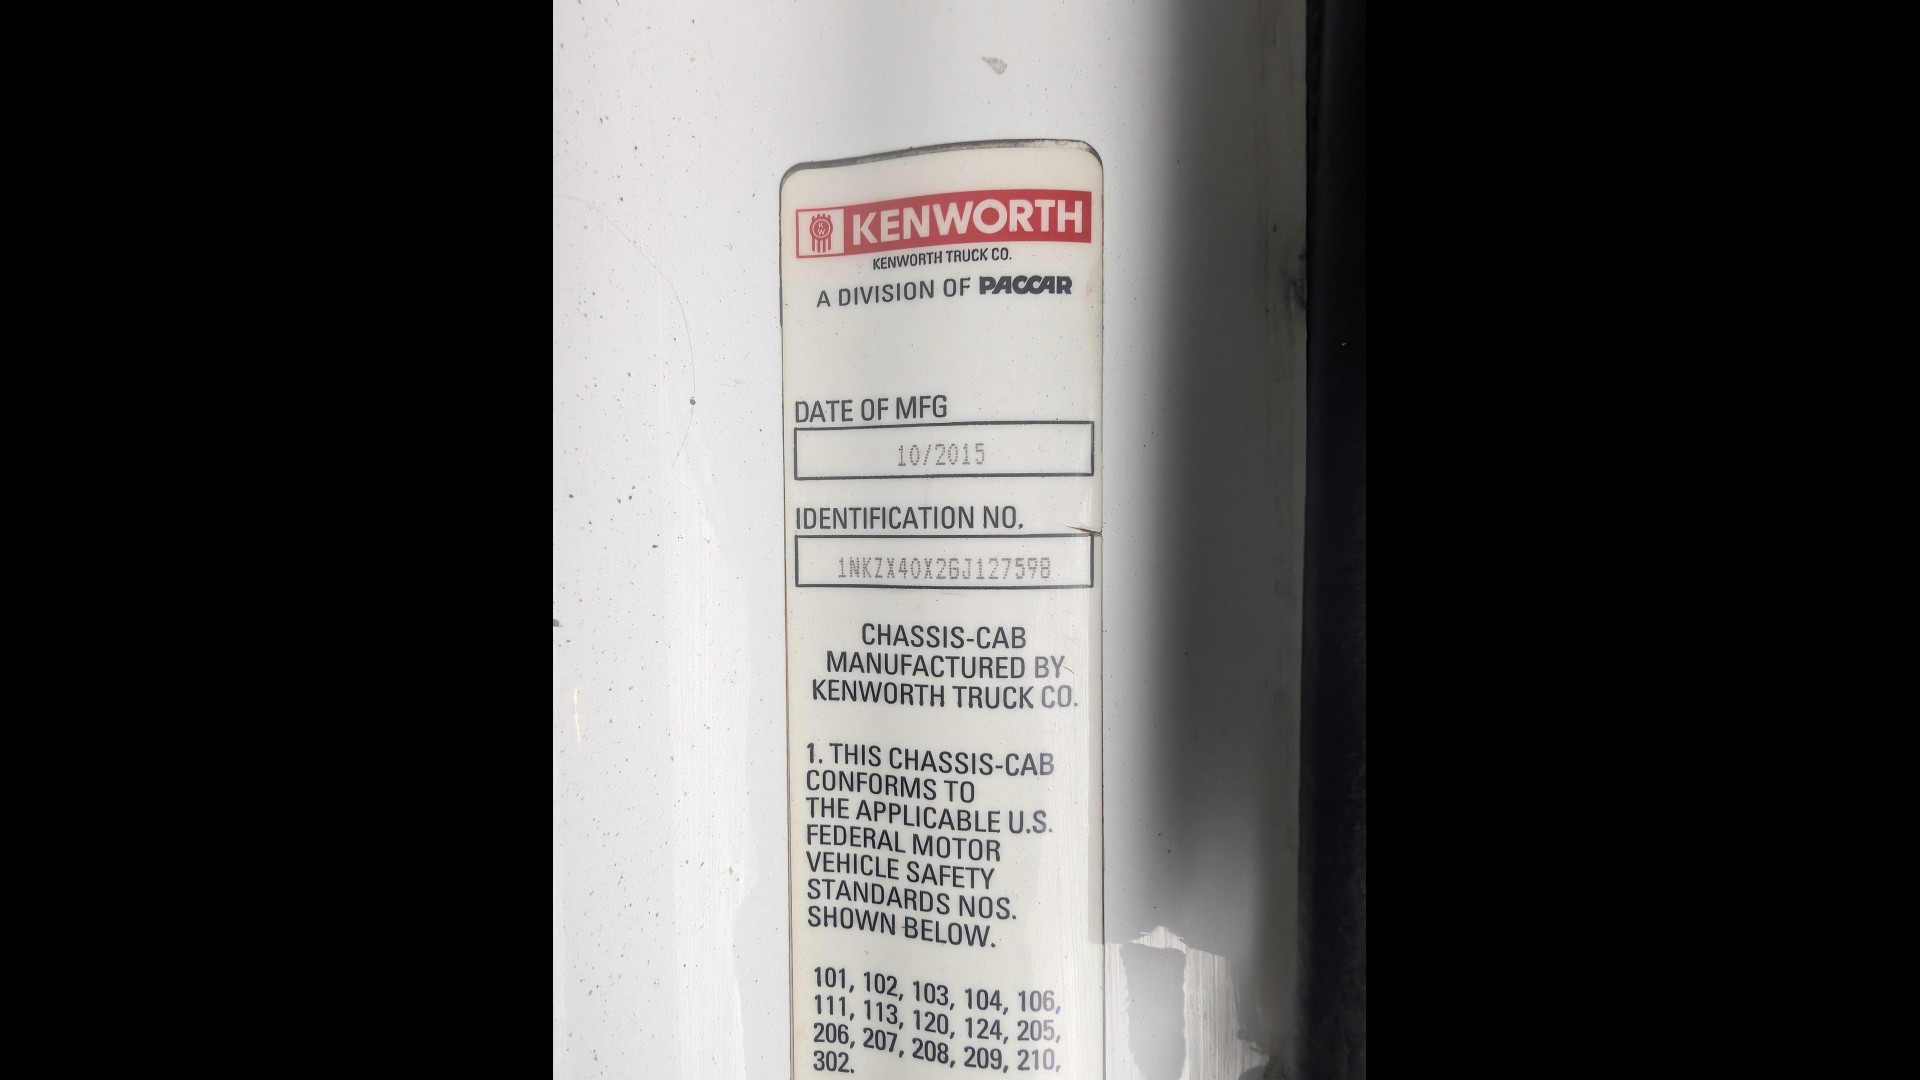 KW KENWORTH
KENWORTH TRUCK CO.
A DIVISION OF PACCAR
DATE OF MFG
10/2015
IDENTIFICATION NO.
1NKZX40X2GJ127598
CHASSIS-CAB
MANUFACTURED BY
KENWORTH TRUCK CO.
1. THIS CHASSIS-CAB
CONFORMS TO
THE APPLICABLE U.S.
FEDERAL MOTOR
VEHICLE SAFETY
STANDARDS NOS.
SHOWN BELOW.
101, 102, 103, 104, 106,
111, 113, 120, 124, 205,
206, 207, 208, 209, 210,
302.